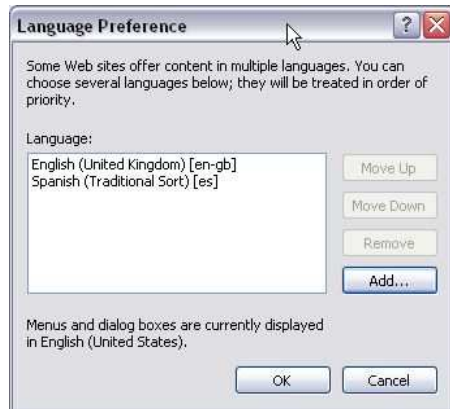 Language Preference
Some Web sites offer content in multiple languages. You can
choose several languages below; they will be treated in order of
priority.
Language:
English (United Kingdom) [en-gb]
Spanish (Traditional Sort) [es]
Move Up
Move Down
Remove
Add...
Menus and dialog boxes are currently displayed
in English (United States).
OK
Cancel